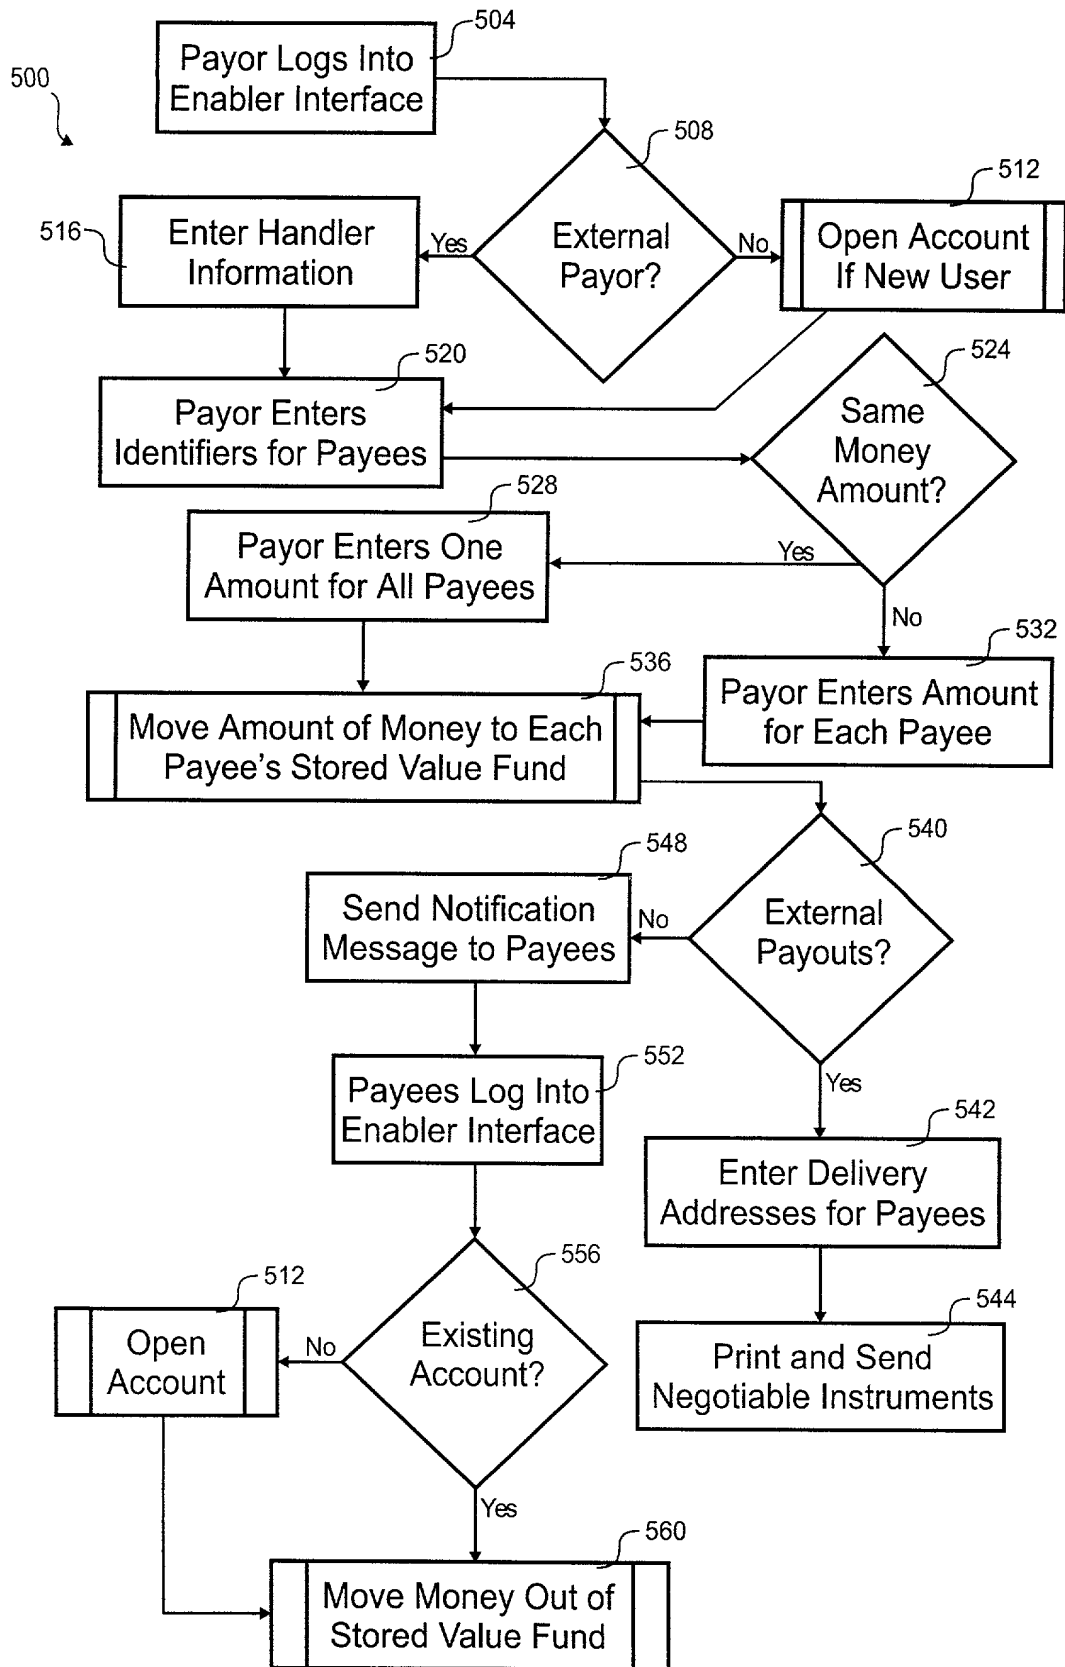 504
Payor Logs Into
Enabler Interface
500
508
512
516
Enter Handler
Information
Yes
External
Payor?
No
Open Account
If New User
520
524
Payor Enters
Identifiers for Payees
Same
Money
Amount?
528
Payor Enters One
Amount for All Payees
Yes
No
532
536
Payor Enters Amount
for Each Payee
Move Amount of Money to Each
Payee's Stored Value Fund
540
548
Send Notification
Message to Payees
No
External
Payouts?
552
Yes
Payees Log Into
Enabler Interface
542
Enter Delivery
Addresses for Payees
556
512
544
Open
Account
No
Existing
Account?
Print and Send
Negotiable Instruments
Yes
560
Move Money Out of
Stored Value Fund